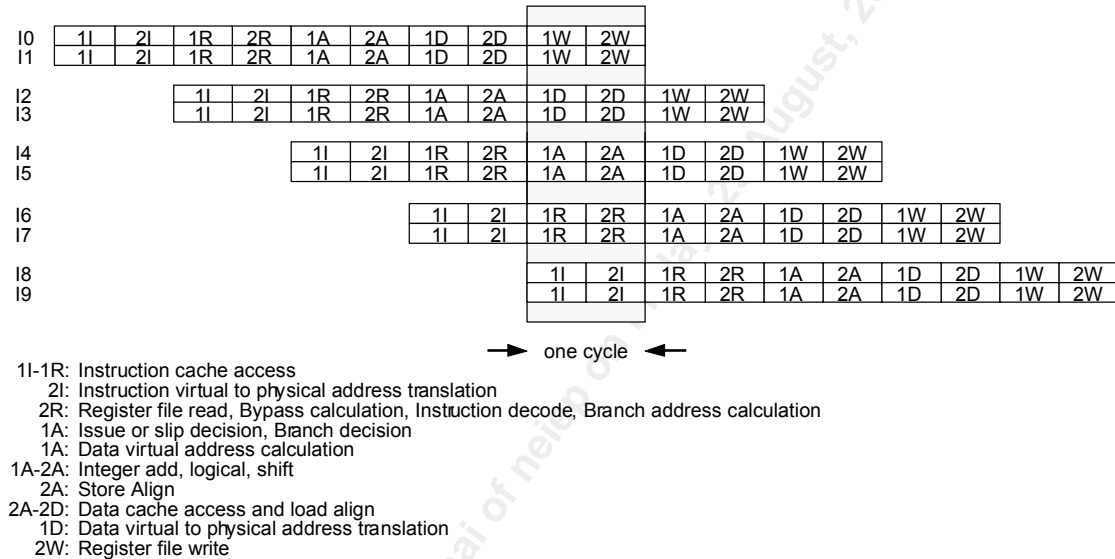 I0 1I 2I 1R 2R 1A 2A 1D 2D 1W 2W
I1 1I 2I 1R 2R 1A 2A 1D 2D 1W 2W
I2 1I 2I 1R 2R 1A 2A 1D 2D 1W 2W
I3 1I 2I 1R 2R 1A 2A 1D 2D 1W 2W
I4 1I 2I 1R 2R 1A 2A 1D 2D 1W 2W
I5 1I 2I 1R 2R 1A 2A 1D 2D 1W 2W
I6 1I 2I 1R 2R 1A 2A 1D 2D 1W 2W
I7 1I 2I 1R 2R 1A 2A 1D 2D 1W 2W
I8 1I 2I 1R 2R 1A 2A 1D 2D 1W 2W
I9 1I 2I 1R 2R 1A 2A 1D 2D 1W 2W
one cycle
1I-1R: Instruction cache access
2I: Instruction virtual to physical address translation
2R: Register file read, Bypass calculation, Instruction decode, Branch address calculation
1A: Issue or slip decision, Branch decision
1A: Data virtual address calculation
1A-2A: Integer add, logical, shift
2A: Store Align
2A-2D: Data cache access and load align
1D: Data virtual to physical address translation
2W: Register file write
of neiep on
August,